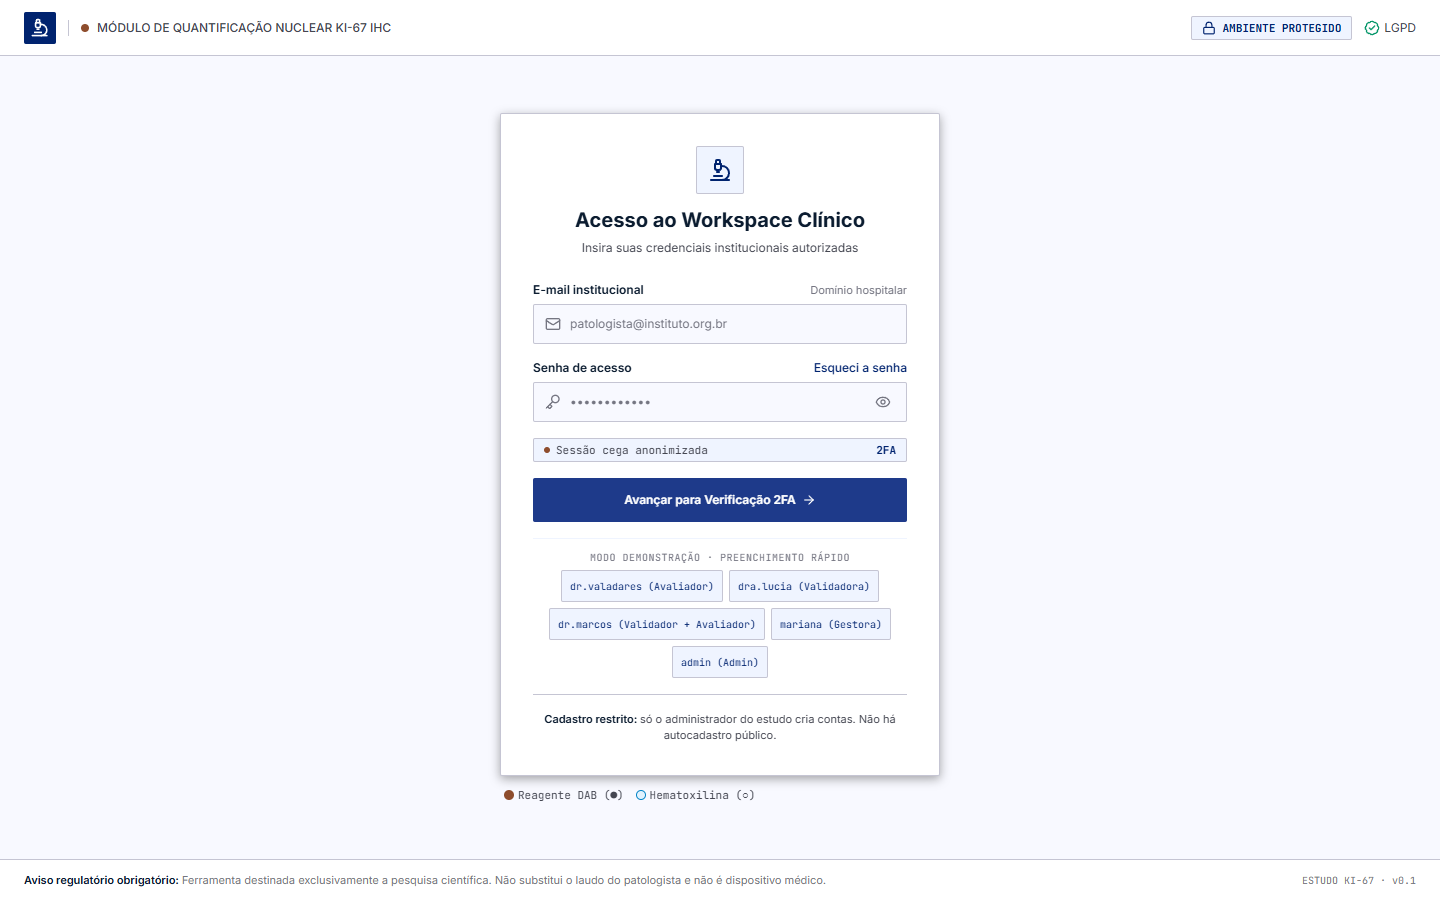 MÓDULO DE QUANTIFICAÇÃO NUCLEAR KI-67 IHC
AMBIENTE PROTEGIDO
LGPD
Acesso ao Workspace Clínico
Insira suas credenciais institucionais autorizadas
E-mail institucional
Domínio hospitalar
patologista@instituto.org.br
Senha de acesso
Esqueci a senha
••••••••••••
Sessão cega anonimizada
2FA
Avançar para Verificação 2FA →
MODO DEMONSTRAÇÃO · PREENCHIMENTO RÁPIDO
dr.valadares (Avaliador)
dra.lucia (Validadora)
dr.marcos (Validador + Avaliador)
mariana (Gestora)
admin (Admin)
Cadastro restrito: só o administrador do estudo cria contas. Não há
autocadastro público.
Reagente DAB (●)
Hematoxilina (○)
Aviso regulatório obrigatório: Ferramenta destinada exclusivamente a pesquisa científica. Não substitui o laudo do patologista e não é dispositivo médico.
ESTUDO KI-67 · v0.1